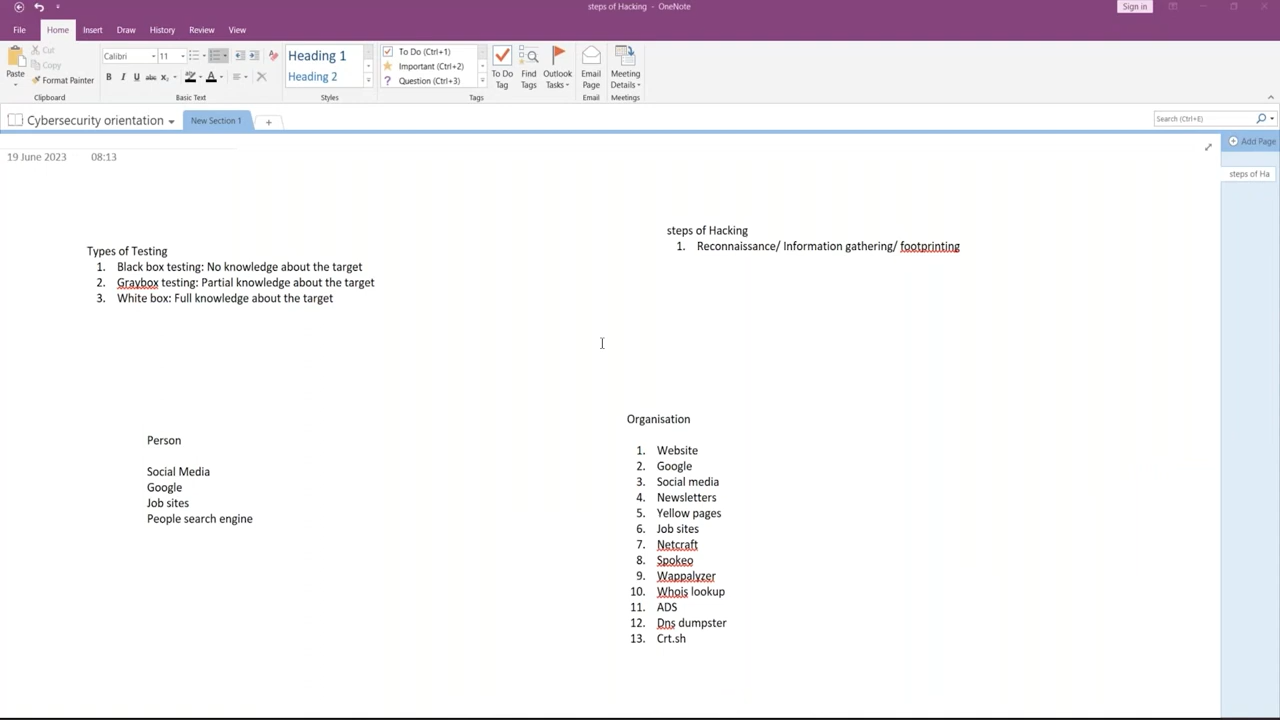 steps of Hacking - OneNote
Sign in
File Home Insert Draw History Review View
Paste
Cut
Copy
Format Painter
Clipboard
Calibri 11
B I U abc X₂ A
Basic Text
Heading 1
Heading 2
Styles
To Do (Ctrl+1)
Important (Ctrl+2)
Question (Ctrl+3)
To Do Tag
Find Tags
Outlook Tasks
Tags
Email Page
Email
Meeting Details
Meetings
Cybersecurity orientation
New Section 1
Search (Ctrl+E)
Add Page
steps of Ha
19 June 2023 08:13
Types of Testing
1. Black box testing: No knowledge about the target
2. Graybox testing: Partial knowledge about the target
3. White box: Full knowledge about the target
steps of Hacking
1. Reconnaissance/ Information gathering/ footprinting
Person
Social Media
Google
Job sites
People search engine
Organisation
1. Website
2. Google
3. Social media
4. Newsletters
5. Yellow pages
6. Job sites
7. Netcraft
8. Spokeo
9. Wappalyzer
10. Whois lookup
11. ADS
12. Dns dumpster
13. Crt.sh